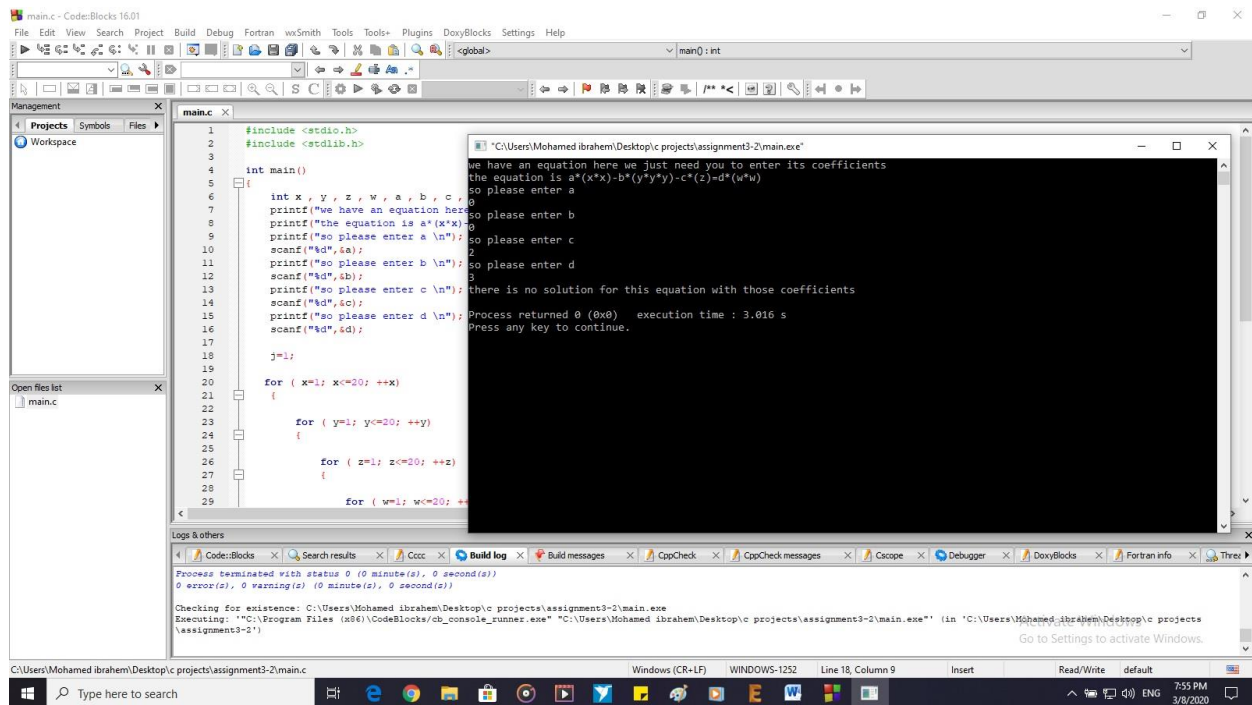 main.c - Code::Blocks 16.01
File Edit View Search Project Build Debug Fortran wxSmith Tools Tools+ Plugins DoxyBlocks Settings Help
<global>
main() : int
S C
/** *<
Management
Projects Symbols Files
Workspace
Open files list
main.c
main.c
1 #include <stdio.h>
2 #include <stdlib.h>
3
4 int main()
5 {
6 int x , y , z , w , a , b , c ,
7 printf("we have an equation here
8 printf("the equation is a*(x*x)-
9 printf("so please enter a \n");
10 scanf("%d",&a);
11 printf("so please enter b \n");
12 scanf("%d",&b);
13 printf("so please enter c \n");
14 scanf("%d",&c);
15 printf("so please enter d \n");
16 scanf("%d",&d);
17
18 j=1;
19
20 for ( x=1; x<=20; ++x)
21 {
22
23 for ( y=1; y<=20; ++y)
24 {
25
26 for ( z=1; z<=20; ++z)
27 {
28
29 for ( w=1; w<=20; ++
"C:\Users\Mohamed ibrahem\Desktop\c projects\assignment3-2\main.exe"
we have an equation here we just need you to enter its coefficients
the equation is a*(x*x)-b*(y*y*y)-c*(z)=d*(w*w)
so please enter a
0
so please enter b
0
so please enter c
2
so please enter d
3
there is no solution for this equation with those coefficients
Process returned 0 (0x0) execution time : 3.016 s
Press any key to continue.
Logs & others
Code::Blocks Search results Cccc Build log Build messages CppCheck CppCheck messages Cscope Debugger DoxyBlocks Fortran info Threa
Process terminated with status 0 (0 minute(s), 0 second(s))
0 error(s), 0 warning(s) (0 minute(s), 0 second(s))
Checking for existence: C:\Users\Mohamed ibrahem\Desktop\c projects\assignment3-2\main.exe
Executing: '"C:\Program Files (x86)\CodeBlocks/cb_console_runner.exe" "C:\Users\Mohamed ibrahem\Desktop\c projects\assignment3-2\main.exe"' (in 'C:\Users\Mohamed ibrahem\Desktop\c projects
\assignment3-2')
Activate Windows
Go to Settings to activate Windows.
C:\Users\Mohamed ibrahem\Desktop\c projects\assignment3-2\main.c
Windows (CR+LF) WINDOWS-1252 Line 18, Column 9 Insert Read/Write default
Type here to search
ENG
7:55 PM
3/8/2020